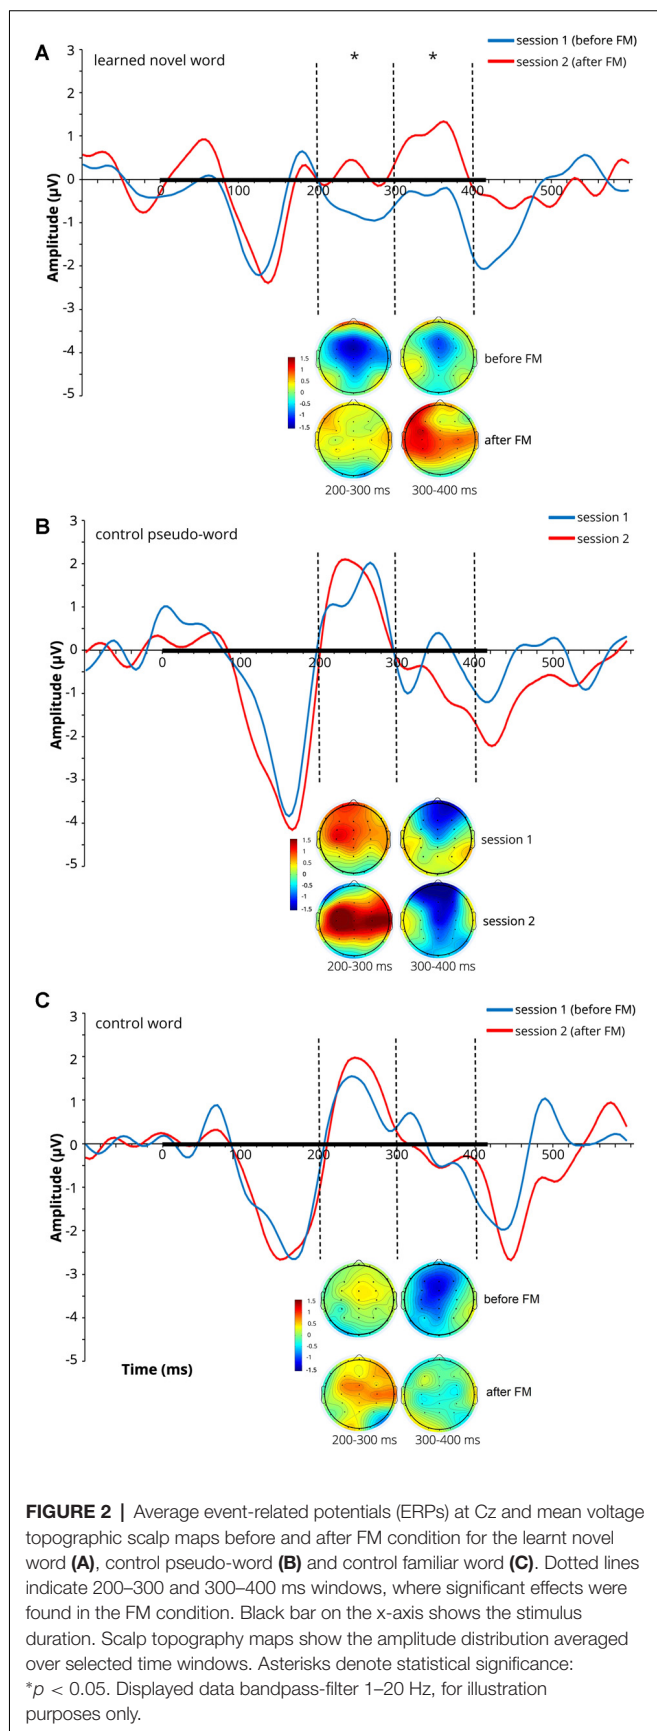 A
learned novel word
session 1 (before FM)
session 2 (after FM)
* *
3
2
1
0
-1
-2
-3
-4
-5
Amplitude (µV)
0 100 200 300 400 500
1.5
1
0.5
0
-0.5
-1
-1.5
before FM
after FM
200-300 ms 300-400 ms
B
control pseudo-word
session 1
session 2
3
2
1
0
-1
-2
-3
-4
-5
Amplitude (µV)
0 100 200 300 400 500
1.5
1
0.5
0
-0.5
-1
-1.5
session 1
session 2
200-300 ms 300-400 ms
C
control word
session 1 (before FM)
session 2 (after FM)
3
2
1
0
-1
-2
-3
-4
-5
Amplitude (µV)
0 100 200 300 400 500
1.5
1
0.5
0
-0.5
-1
-1.5
before FM
after FM
Time (ms)
200-300 ms 300-400 ms
FIGURE 2 | Average event-related potentials (ERPs) at Cz and mean voltage
topographic scalp maps before and after FM condition for the learnt novel
word (A), control pseudo-word (B) and control familiar word (C). Dotted lines
indicate 200–300 and 300–400 ms windows, where significant effects were
found in the FM condition. Black bar on the x-axis shows the stimulus
duration. Scalp topography maps show the amplitude distribution averaged
over selected time windows. Asterisks denote statistical significance:
*p < 0.05. Displayed data bandpass-filter 1–20 Hz, for illustration
purposes only.